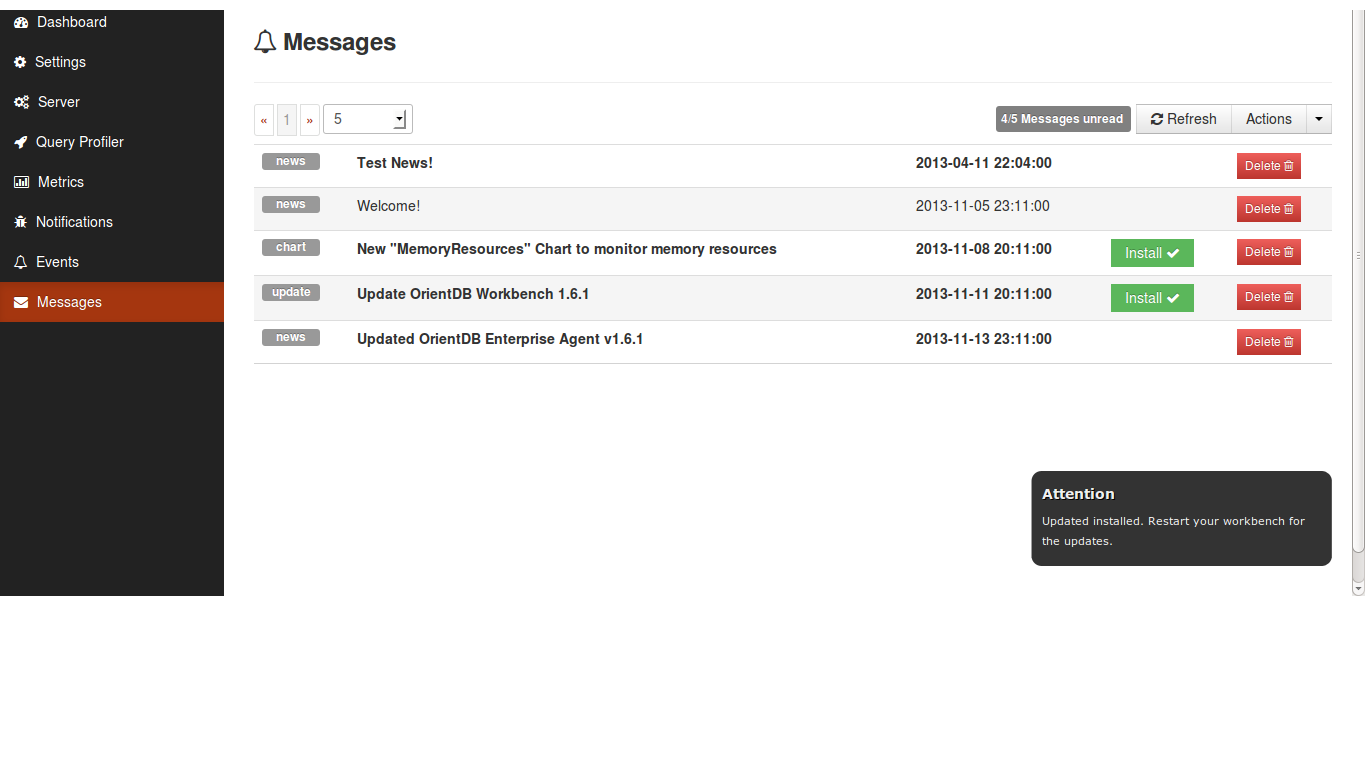 Dashboard
Settings
Server
Query Profiler
Metrics
Notifications
Events
Messages
Messages
« 1 » 5 4/5 Messages unread Refresh Actions
news Test News! 2013-04-11 22:04:00 Delete
news Welcome! 2013-11-05 23:11:00 Delete
chart New "MemoryResources" Chart to monitor memory resources 2013-11-08 20:11:00 Install Delete
update Update OrientDB Workbench 1.6.1 2013-11-11 20:11:00 Install Delete
news Updated OrientDB Enterprise Agent v1.6.1 2013-11-13 23:11:00 Delete
Attention
Updated installed. Restart your workbench for
the updates.